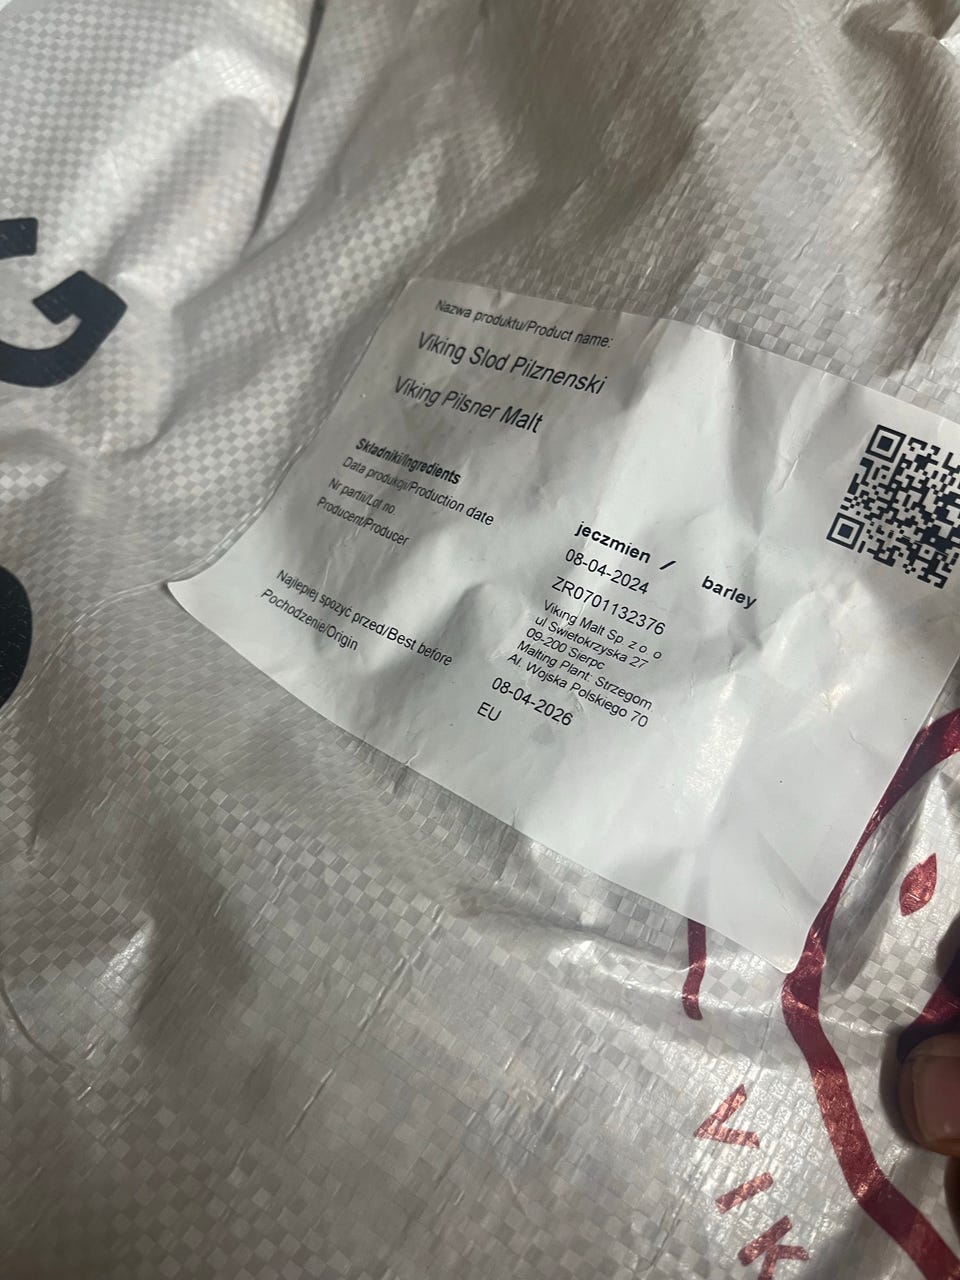 G
Nazwa produktu/Product name:
Viking Slod Pilznenski
Viking Pilsner Malt
Składniki/Ingredients jeczmien / barley
Data produkcji/Production date 08-04-2024
Nr partii/Lot no. ZR0701132376
Producent/Producer Viking Malt Sp. z o. o
ul Swietokrzyska 27
09-200 Sierpc
Malting Plant: Strzegom
Al. Wojska Polskiego 70
Najlepiej spożyć przed/Best before 08-04-2026
Pochodzenie/Origin EU
VIK